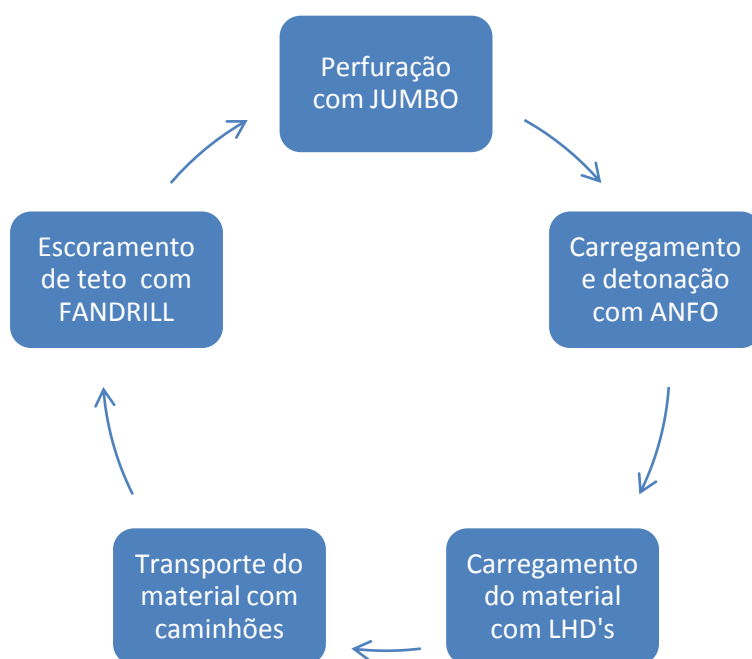 Perfuração
com JUMBO
Carregamento
e detonação
com ANFO
Carregamento
do material
com LHD's
Transporte do
material com
caminhões
Escoramento
de teto com
FANDRILL